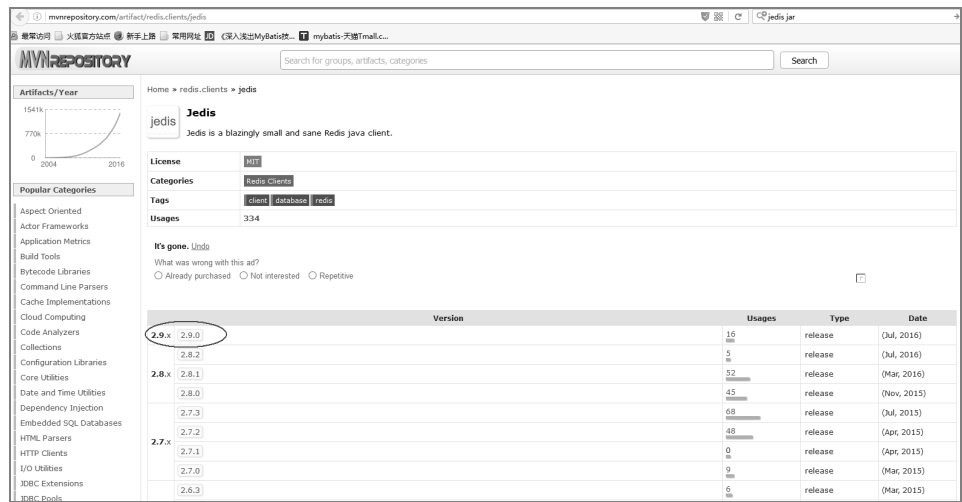 mvnrepository.com/artifact/redis.clients/jedis
jedis jar
最常访问 火狐官方站点 新手上路 常用网址 JD 《深入浅出MyBatis技... T mybatis-天猫Tmall.c...
MVNREPOSITORY
Search for groups, artifacts, categories
Search
Artifacts/Year
1541k
770k
0
2004 2016
Popular Categories
Aspect Oriented
Actor Frameworks
Application Metrics
Build Tools
Bytecode Libraries
Command Line Parsers
Cache Implementations
Cloud Computing
Code Analyzers
Collections
Configuration Libraries
Core Utilities
Date and Time Utilities
Dependency Injection
Embedded SQL Databases
HTML Parsers
HTTP Clients
I/O Utilities
JDBC Extensions
JDBC Pools
Home » redis.clients » jedis
jedis
Jedis
Jedis is a blazingly small and sane Redis java client.
License MIT
Categories Redis Clients
Tags client database redis
Usages 334
It's gone. Undo
What was wrong with this ad?
Already purchased Not interested Repetitive
Version Usages Type Date
2.9.x 2.9.0 16 release (Jul, 2016)
2.8.2 5 release (Jul, 2016)
2.8.x 2.8.1 52 release (Mar, 2016)
2.8.0 45 release (Nov, 2015)
2.7.3 68 release (Jul, 2015)
2.7.2 48 release (Apr, 2015)
2.7.x
2.7.1 0 release (Apr, 2015)
2.7.0 9 release (Mar, 2015)
2.6.3 6 release (Mar, 2015)